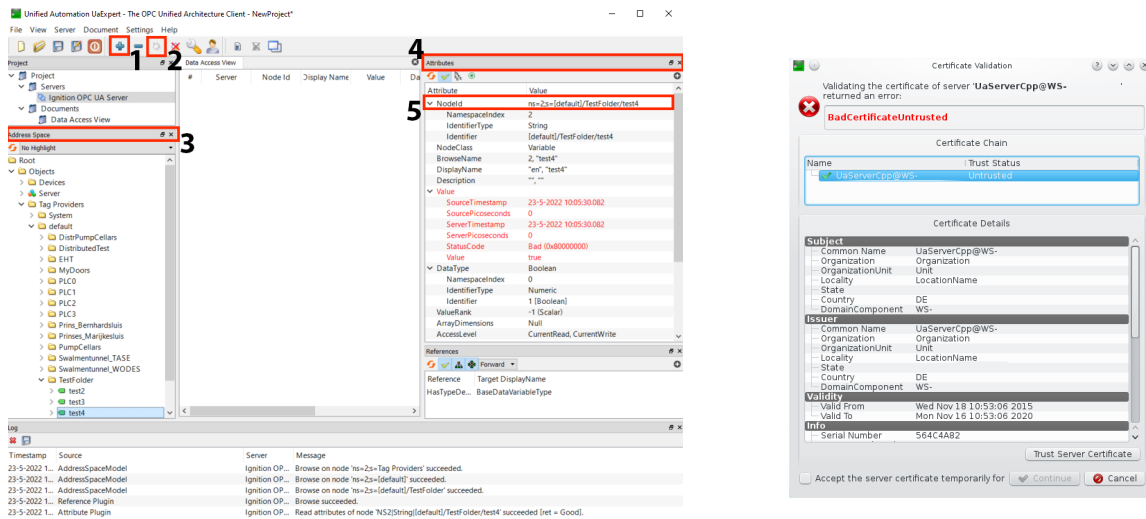 Unified Automation UaExpert - The OPC Unified Architecture Client - NewProject*
File View Server Document Settings Help
1
2
Project
Project
Servers
Ignition OPC UA Server
Documents
Data Access View
Address Space
3
No Highlight
Root
Objects
Devices
Server
Tag Providers
System
default
DistrPumpCellars
DistributedTest
EHT
MyDoors
PLC0
PLC1
PLC2
PLC3
Prins_Bernhardsluis
Prinses_Marijkesluis
PumpCellars
Swalmentunnel_TASE
Swalmentunnel_WODES
TestFolder
test2
test3
test4
Data Access View
# Server Node Id Display Name Value Da
4
Attributes
Attribute Value
5
NodeId ns=2;s=[default]/TestFolder/test4
NamespaceIndex 2
IdentifierType String
Identifier [default]/TestFolder/test4
NodeClass Variable
BrowseName 2, "test4"
DisplayName "en", "test4"
Description "", ""
Value
SourceTimestamp 23-5-2022 10:05:30.082
SourcePicoseconds 0
ServerTimestamp 23-5-2022 10:05:30.082
ServerPicoseconds 0
StatusCode Bad (0x80000000)
Value true
DataType Boolean
NamespaceIndex 0
IdentifierType Numeric
Identifier 1 [Boolean]
ValueRank -1 (Scalar)
ArrayDimensions Null
AccessLevel CurrentRead, CurrentWrite
References
Forward
Reference Target DisplayName
HasTypeDe... BaseDataVariableType
Log
Timestamp Source Server Message
23-5-2022 1... AddressSpaceModel Ignition OP... Browse on node 'ns=2;s=Tag Providers' succeeded.
23-5-2022 1... AddressSpaceModel Ignition OP... Browse on node 'ns=2;s=[default]' succeeded.
23-5-2022 1... AddressSpaceModel Ignition OP... Browse on node 'ns=2;s=[default]/TestFolder' succeeded.
23-5-2022 1... Reference Plugin Ignition OP... Browse succeeded.
23-5-2022 1... Attribute Plugin Ignition OP... Read attributes of node 'NS2|String|[default]/TestFolder/test4' succeeded [ret = Good].
Certificate Validation
Validating the certificate of server 'UaServerCpp@WS- '
returned an error:
BadCertificateUntrusted
Certificate Chain
Name Trust Status
UaServerCpp@WS- Untrusted
Certificate Details
Subject
Common Name UaServerCpp@WS-
Organization Organization
OrganizationUnit Unit
Locality LocationName
State
Country DE
DomainComponent WS-
Issuer
Common Name UaServerCpp@WS-
Organization Organization
OrganizationUnit Unit
Locality LocationName
State
Country DE
DomainComponent WS-
Validity
Valid From Wed Nov 18 10:53:06 2015
Valid To Mon Nov 16 10:53:06 2020
Info
Serial Number 564C4A82
Trust Server Certificate
Accept the server certificate temporarily for Continue Cancel